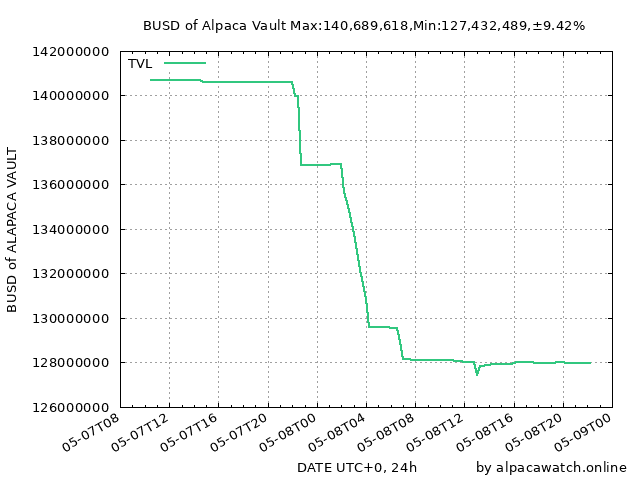 BUSD of Alpaca Vault Max:140,689,618,Min:127,432,489,±9.42%
TVL
142000000
140000000
138000000
136000000
134000000
132000000
130000000
128000000
126000000
BUSD of ALAPACA VAULT
05-07T08
05-07T12
05-07T16
05-07T20
05-08T00
05-08T04
05-08T08
05-08T12
05-08T16
05-08T20
05-09T00
DATE UTC+0, 24h
by alpacawatch.online